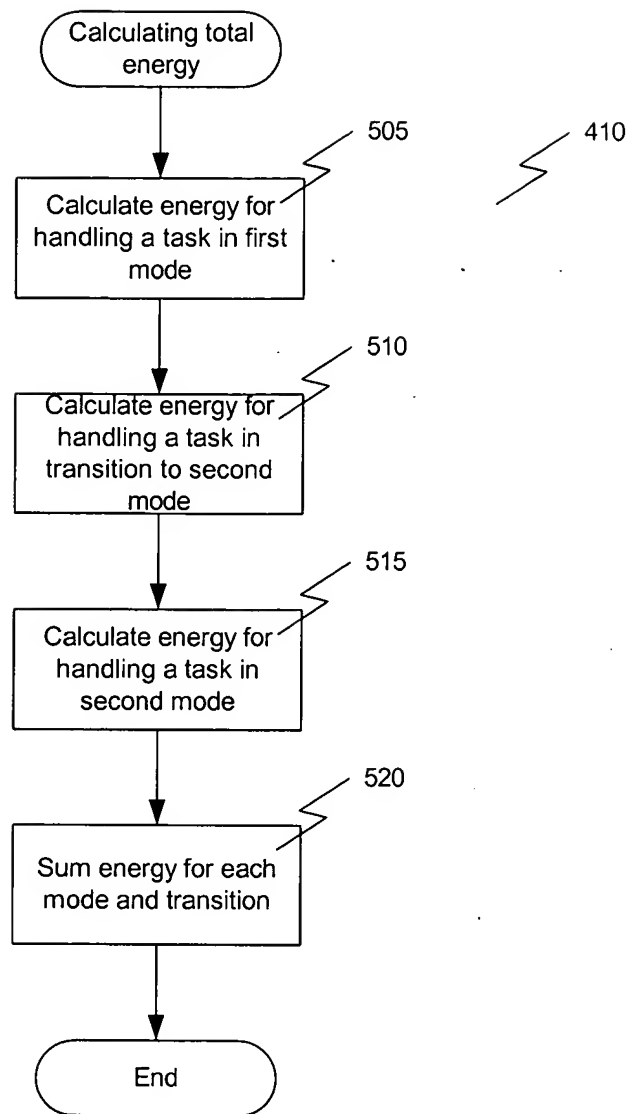 Calculating total
energy
505
410
Calculate energy for
handling a task in first
mode
510
Calculate energy for
handling a task in
transition to second
mode
515
Calculate energy for
handling a task in
second mode
520
Sum energy for each
mode and transition
End